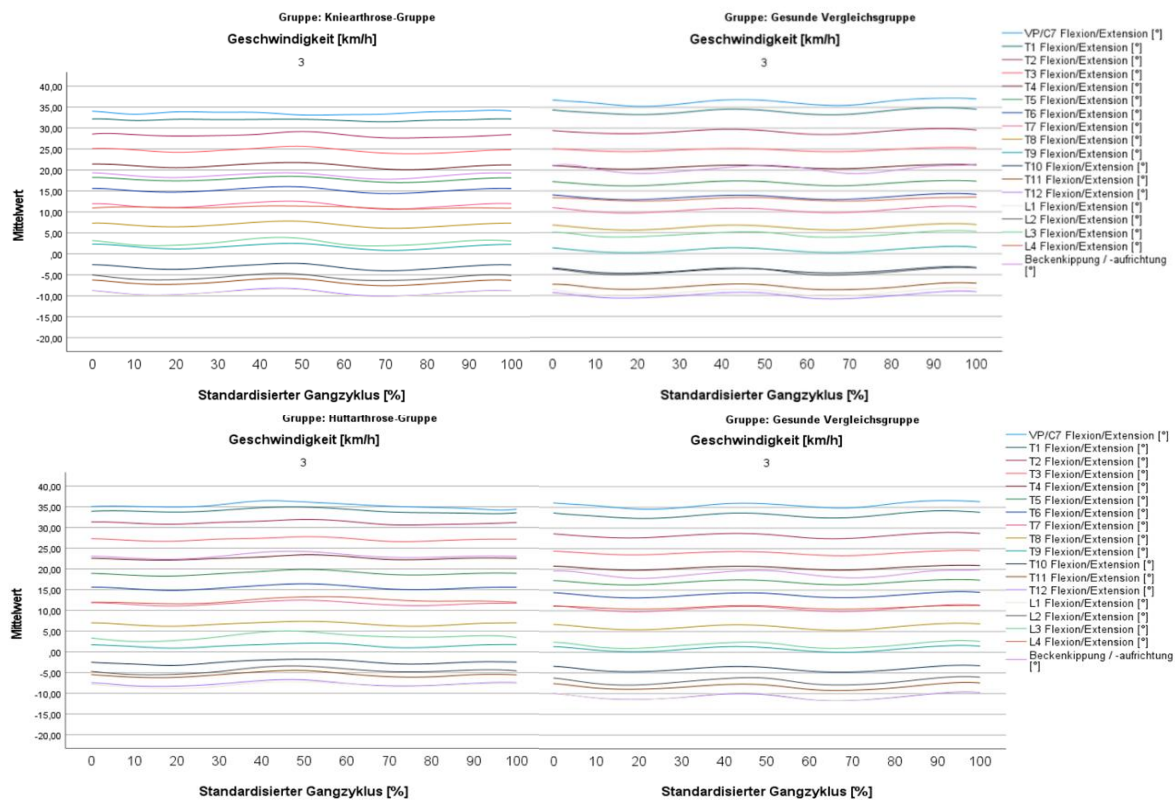 Gruppe: Kniearthrose-Gruppe
Geschwindigkeit [km/h]
3
Gruppe: Gesunde Vergleichsgruppe
Geschwindigkeit [km/h]
3
Mittelwert
40,00
35,00
30,00
25,00
20,00
15,00
10,00
5,00
,00
-5,00
-10,00
-15,00
-20,00
0 10 20 30 40 50 60 70 80 90 100
0 10 20 30 40 50 60 70 80 90 100
Standardisierter Gangzyklus [%]
Standardisierter Gangzyklus [%]
VP/C7 Flexion/Extension [°]
T1 Flexion/Extension [°]
T2 Flexion/Extension [°]
T3 Flexion/Extension [°]
T4 Flexion/Extension [°]
T5 Flexion/Extension [°]
T6 Flexion/Extension [°]
T7 Flexion/Extension [°]
T8 Flexion/Extension [°]
T9 Flexion/Extension [°]
T10 Flexion/Extension [°]
T11 Flexion/Extension [°]
T12 Flexion/Extension [°]
L1 Flexion/Extension [°]
L2 Flexion/Extension [°]
L3 Flexion/Extension [°]
L4 Flexion/Extension [°]
Beckenkippung / -aufrichtung
[°]
Gruppe: Hüftarthrose-Gruppe
Geschwindigkeit [km/h]
3
Gruppe: Gesunde Vergleichsgruppe
Geschwindigkeit [km/h]
3
Mittelwert
40,00
35,00
30,00
25,00
20,00
15,00
10,00
5,00
,00
-5,00
-10,00
-15,00
-20,00
0 10 20 30 40 50 60 70 80 90 100
0 10 20 30 40 50 60 70 80 90 100
Standardisierter Gangzyklus [%]
Standardisierter Gangzyklus [%]
VP/C7 Flexion/Extension [°]
T1 Flexion/Extension [°]
T2 Flexion/Extension [°]
T3 Flexion/Extension [°]
T4 Flexion/Extension [°]
T5 Flexion/Extension [°]
T6 Flexion/Extension [°]
T7 Flexion/Extension [°]
T8 Flexion/Extension [°]
T9 Flexion/Extension [°]
T10 Flexion/Extension [°]
T11 Flexion/Extension [°]
T12 Flexion/Extension [°]
L1 Flexion/Extension [°]
L2 Flexion/Extension [°]
L3 Flexion/Extension [°]
L4 Flexion/Extension [°]
Beckenkippung / -aufrichtung
[°]